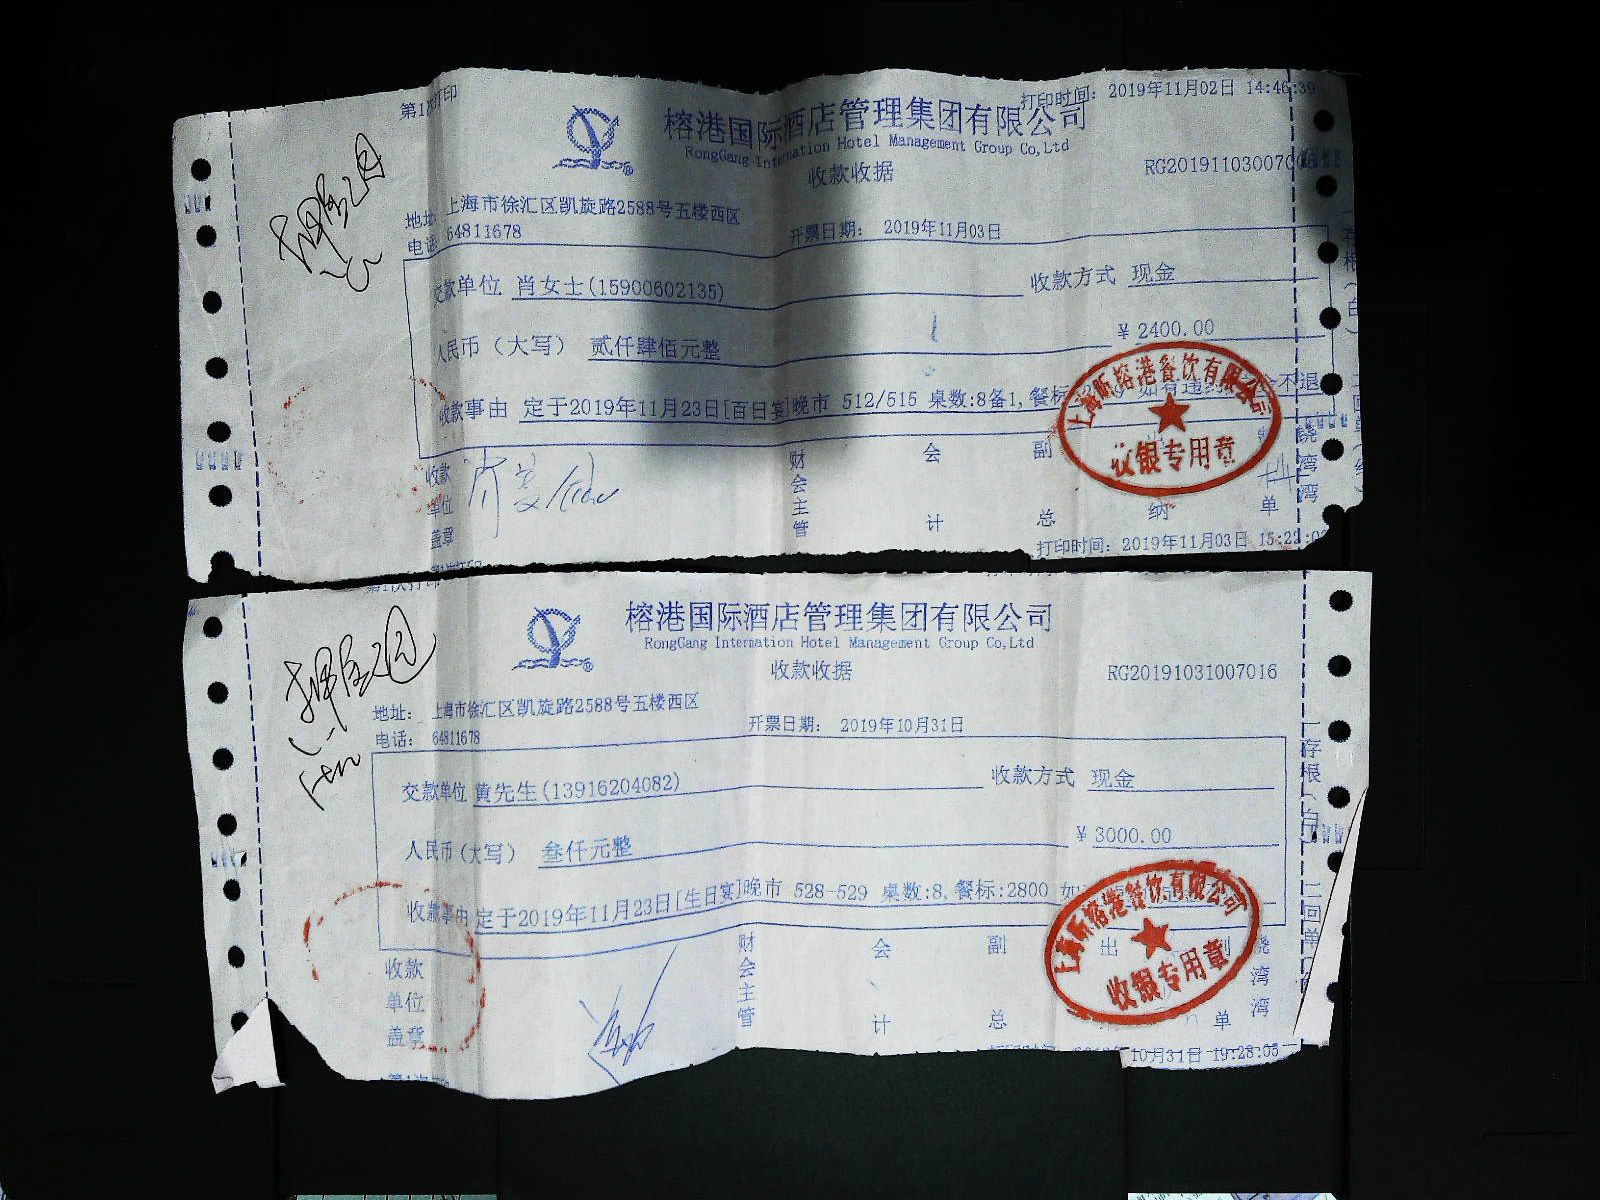 打印时间：2019年11月02日 14:46:39
榕港国际酒店管理集团有限公司
RongGang Internation Hotel Management Group Co,Ltd
收款收据
地址 上海市徐汇区凯旋路2588号五楼西区
电话 64811678
开票日期： 2019年11月03日
交款单位 肖女士(15900602135) 收款方式 现金
人民币（大写） 贰仟肆佰元整 ￥2400.00
收款事由 定于2019年11月23日[百日宴]晚市 512/515 桌数:8备1,餐标 不退
收款单位盖章 财会主管 会计 副总 纳 单 晓湾湾
上海昕榕港餐饮有限公司
收银专用章
打印时间：2019年11月03日 15:22
榕港国际酒店管理集团有限公司
RongGang Internation Hotel Management Group Co,Ltd
收款收据
RG20191031007016
地址： 上海市徐汇区凯旋路2588号五楼西区
电话： 64811678
开票日期： 2019年10月31日
交款单位 黄先生(13916204082) 收款方式 现金
人民币（大写） 叁仟元整 ￥3000.00
收款事由 定于2019年11月23日[生日宴]晚市 528-529 桌数:8,餐标:2800 如
收款单位盖章 财会主管 会计 副总 出 制单 晓湾湾
上海昕榕港餐饮有限公司
收银专用章
一存根（白） 二回单
10月31日 19:28:05